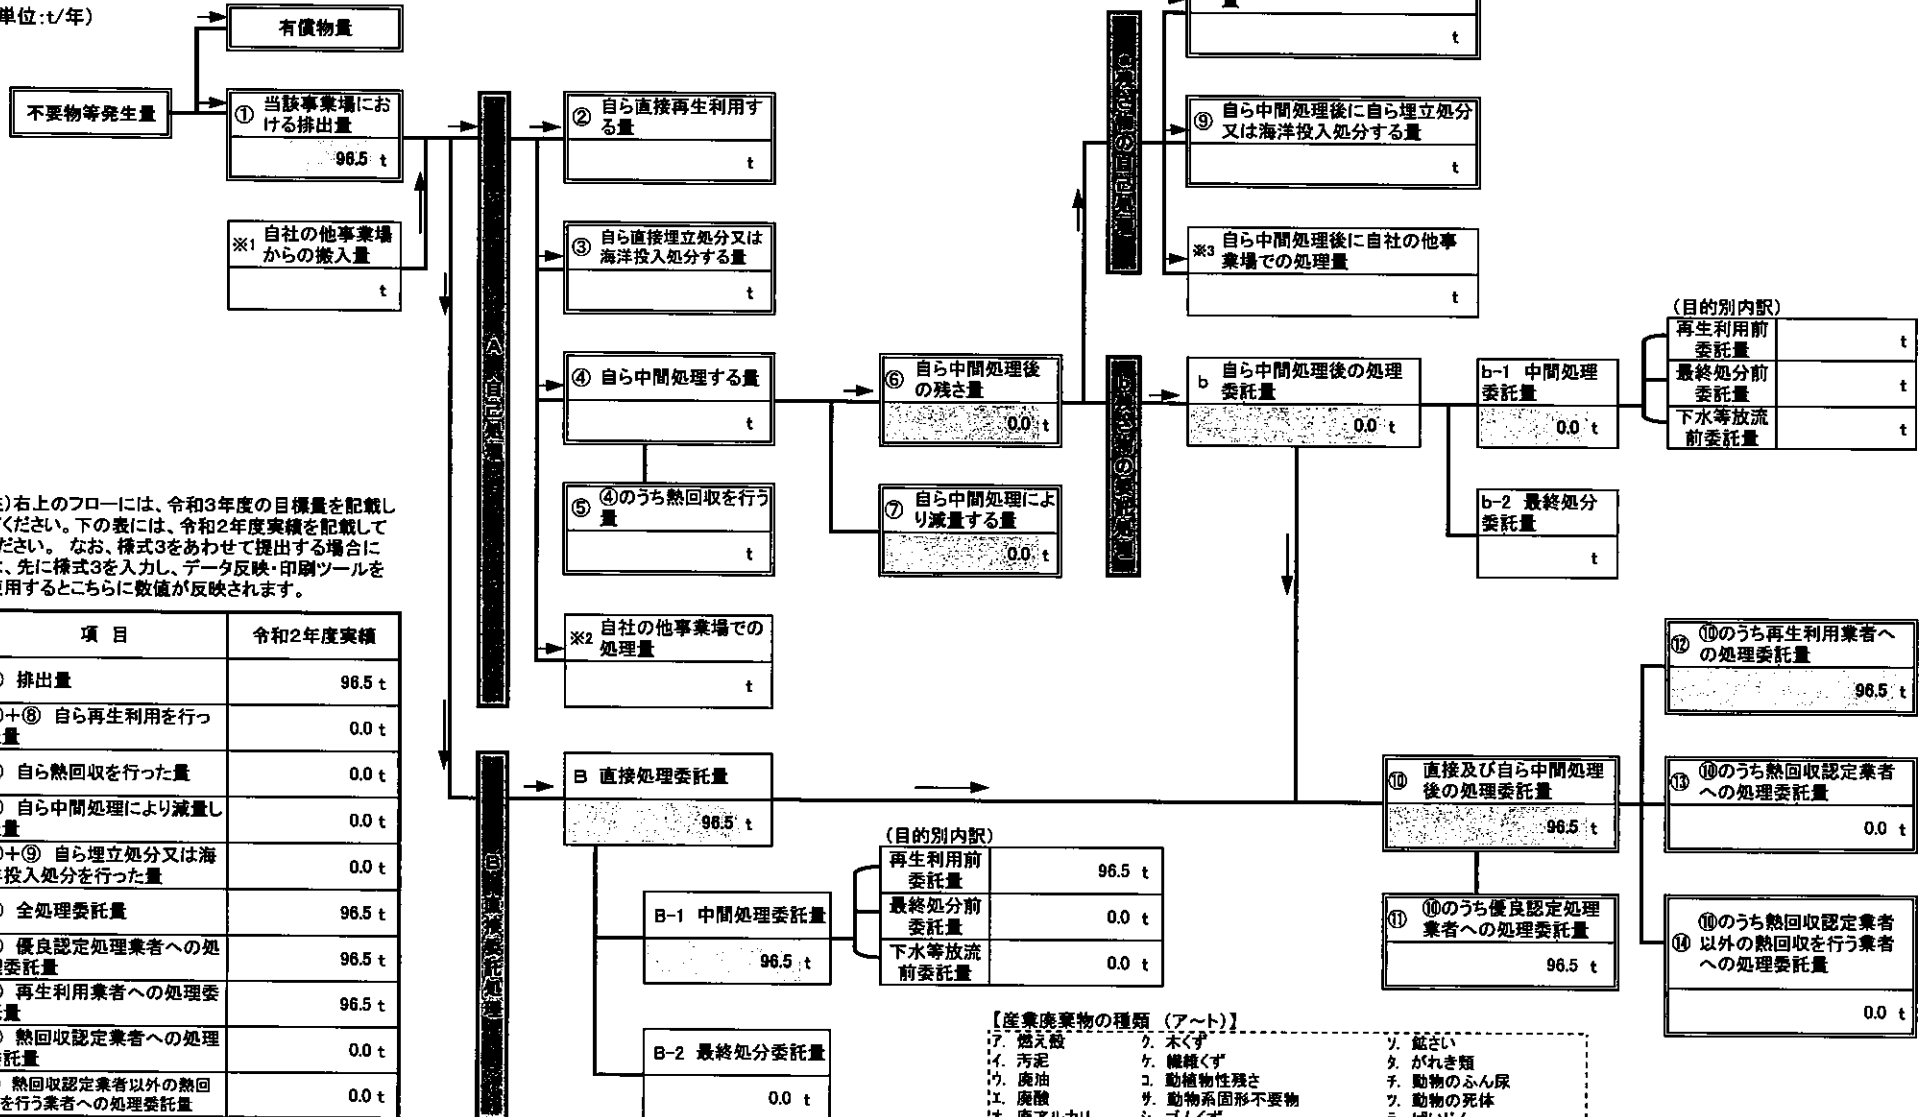 単位:t/年)
有償物量
不要物等発生量
① 当該事業場にお
ける排出量
96.5 t
※1 自社の他事業場
からの搬入量
t
② 自ら直接再生利用す
る量
t
③ 自ら直接埋立処分又は
海洋投入処分する量
t
④ 自ら中間処理する量
t
⑤ ④のうち熱回収を行う
量
t
※2 自社の他事業場での
処理量
t
⑥ 自ら中間処理後
の残さ量
0.0 t
⑦ 自ら中間処理によ
り減量する量
0.0 t
量
t
⑨ 自ら中間処理後に自ら埋立処分
又は海洋投入処分する量
t
※3 自ら中間処理後に自社の他事
業場での処理量
t
b 自ら中間処理後の処理
委託量
0.0 t
b-1 中間処理
委託量
0.0 t
b-2 最終処分
委託量
t
(目的別内訳)
再生利用前
委託量 t
最終処分前
委託量 t
下水等放流
前委託量 t
)右上のフローには、令和3年度の目標量を記載し
ください。下の表には、令和2年度実績を記載して
ださい。 なお、様式3をあわせて提出する場合に
、先に様式3を入力し、データ反映・印刷ツールを
用するとこちらに数値が反映されます。
項 目 令和2年度実績
排出量 96.5 t
+⑧ 自ら再生利用を行っ
量 0.0 t
自ら熱回収を行った量 0.0 t
自ら中間処理により減量し
量 0.0 t
+⑨ 自ら埋立処分又は海
投入処分を行った量 0.0 t
全処理委託量 96.5 t
優良認定処理業者への処
委託量 96.5 t
再生利用業者への処理委
量 96.5 t
熱回収認定業者への処理
託量 0.0 t
熱回収認定業者以外の熱回
を行う業者への処理委託量 0.0 t
B 直接処理委託量
96.5 t
B-1 中間処理委託量
96.5 t
B-2 最終処分委託量
0.0 t
(目的別内訳)
再生利用前
委託量 96.5 t
最終処分前
委託量 0.0 t
下水等放流
前委託量 0.0 t
⑩ 直接及び自ら中間処理
後の処理委託量
96.5 t
⑪ ⑩のうち優良認定処理
業者への処理委託量
96.5 t
⑫ ⑩のうち再生利用業者へ
の処理委託量
96.5 t
⑬ ⑩のうち熱回収認定業者
への処理委託量
0.0 t
⑭ ⑩のうち熱回収認定業者
以外の熱回収を行う業者
への処理委託量
0.0 t
【産業廃棄物の種類 (ア~ト)】
ア. 燃え殻 ク. 木くず ソ. 鉱さい
イ. 汚泥 ケ. 繊維くず タ. がれき類
ウ. 廃油 コ. 動植物性残さ チ. 動物のふん尿
エ. 廃酸 サ. 動物系固形不要物 ツ. 動物の死体